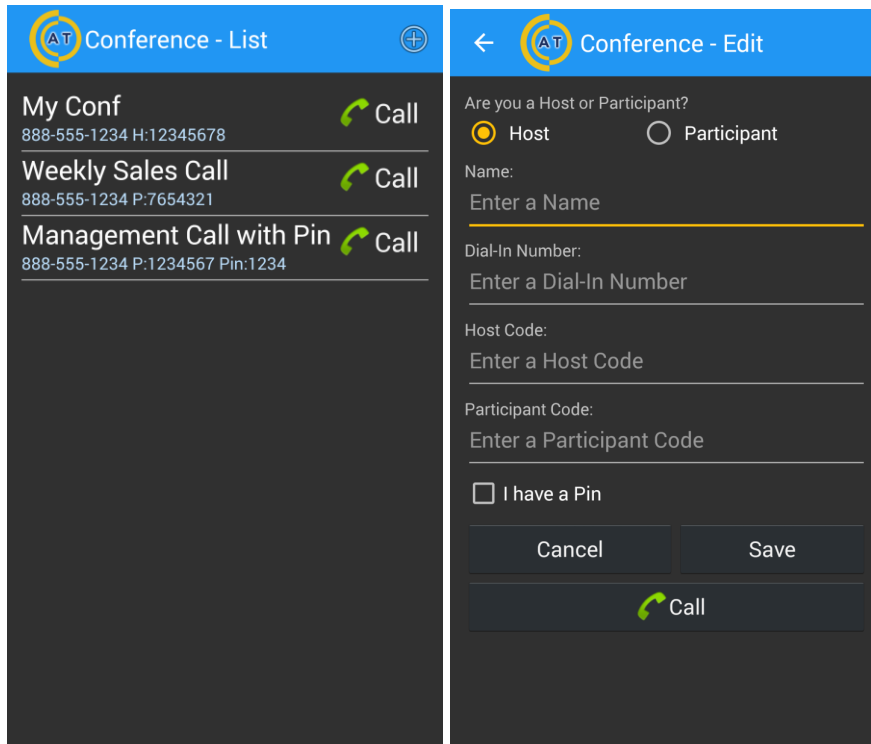 AT Conference - List
My Conf
888-555-1234 H:12345678
Call
Weekly Sales Call
888-555-1234 P:7654321
Call
Management Call with Pin
888-555-1234 P:1234567 Pin:1234
Call
AT Conference - Edit
Are you a Host or Participant?
Host Participant
Name:
Enter a Name
Dial-In Number:
Enter a Dial-In Number
Host Code:
Enter a Host Code
Participant Code:
Enter a Participant Code
I have a Pin
Cancel Save
Call